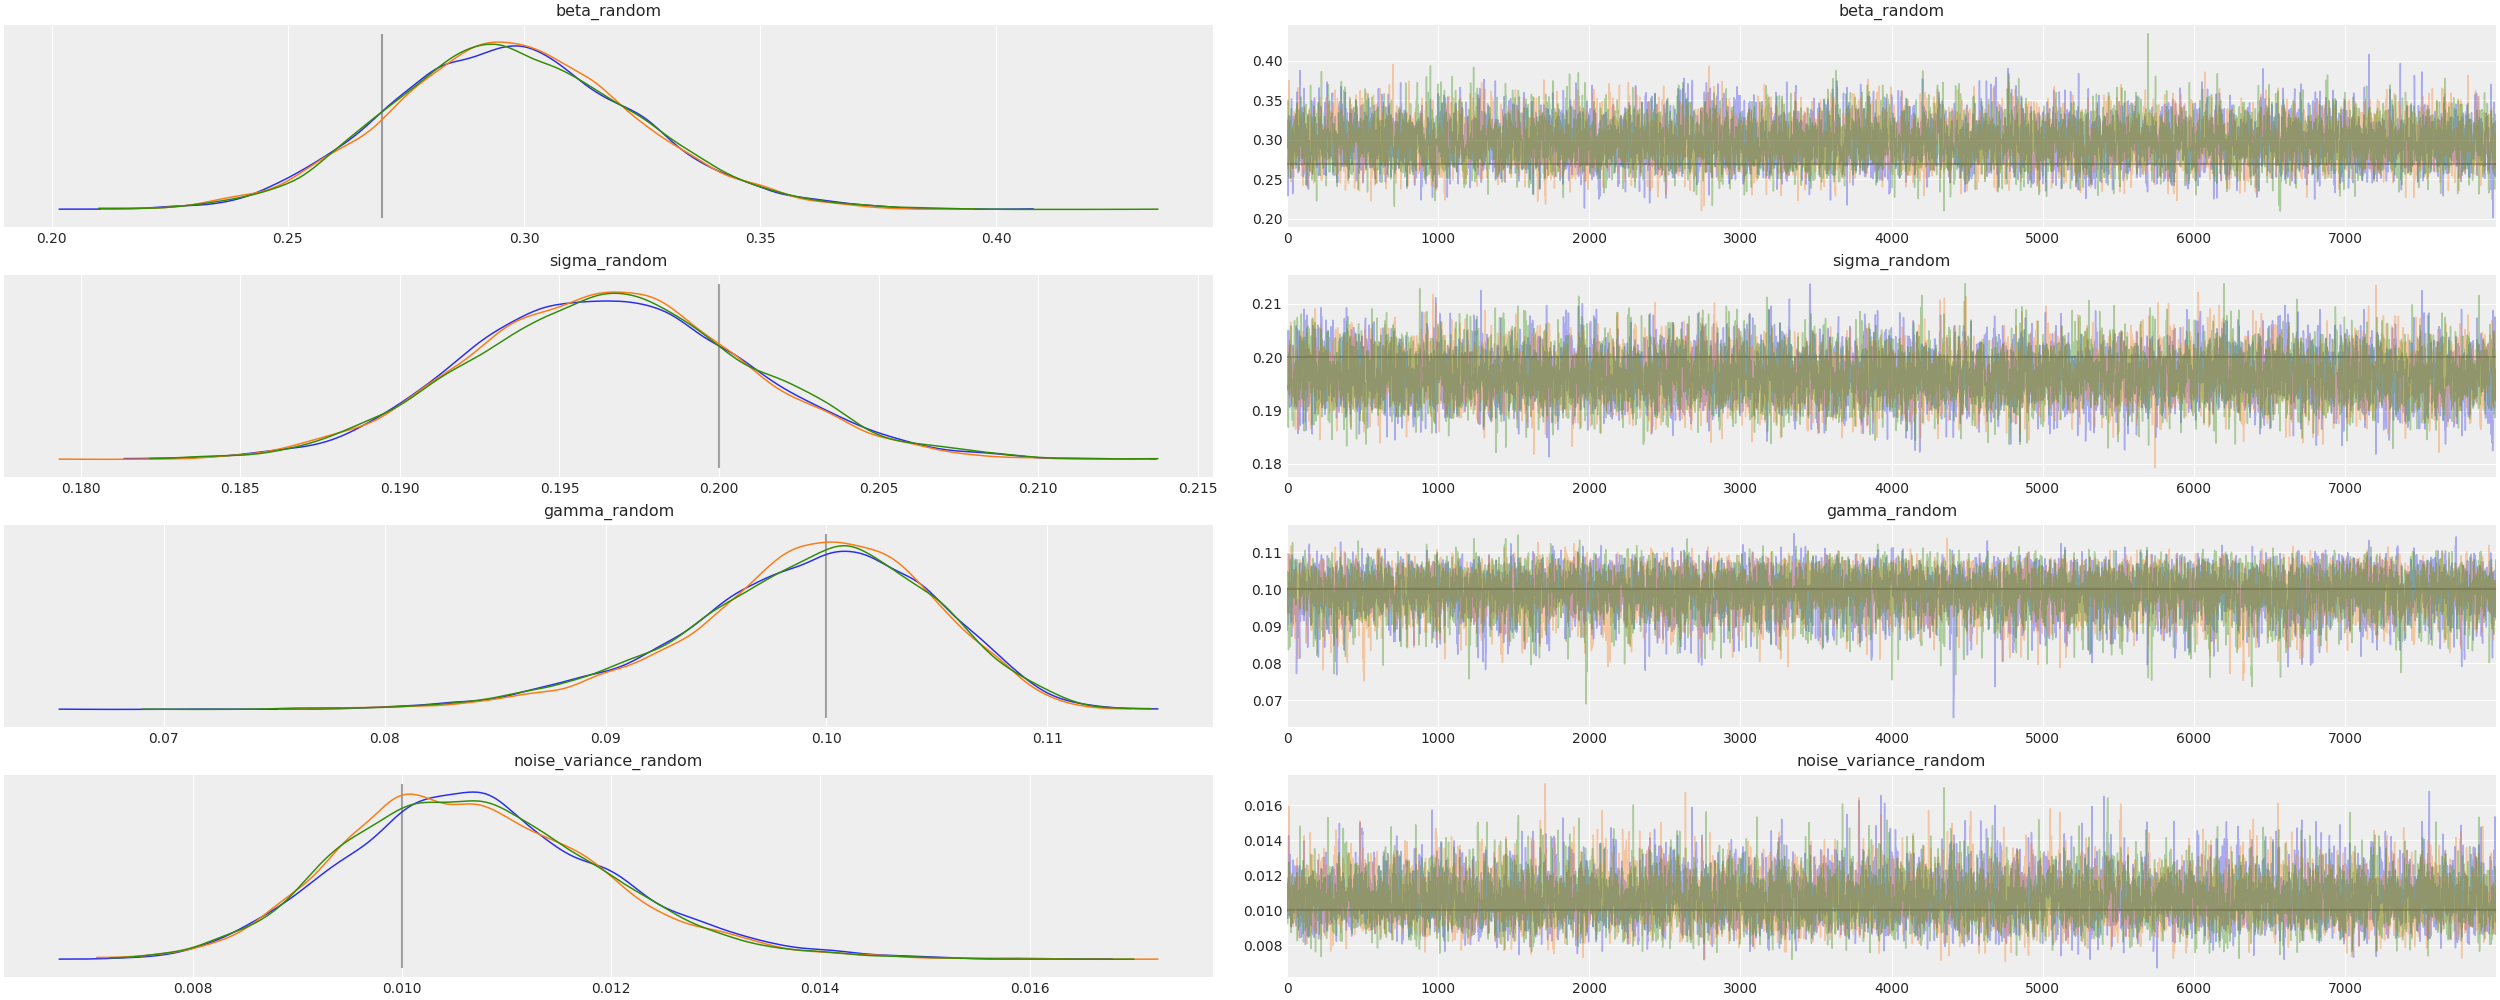 beta_random beta_random
0.40
0.35
0.30
0.25
0.20
0.20 0.25 0.30 0.35 0.40 0 1000 2000 3000 4000 5000 6000 7000
sigma_random sigma_random
0.21
0.20
0.19
0.18
0.180 0.185 0.190 0.195 0.200 0.205 0.210 0.215 0 1000 2000 3000 4000 5000 6000 7000
gamma_random gamma_random
0.11
0.10
0.09
0.08
0.07
0.07 0.08 0.09 0.10 0.11 0 1000 2000 3000 4000 5000 6000 7000
noise_variance_random noise_variance_random
0.016
0.014
0.012
0.010
0.008
0.008 0.010 0.012 0.014 0.016 0 1000 2000 3000 4000 5000 6000 7000